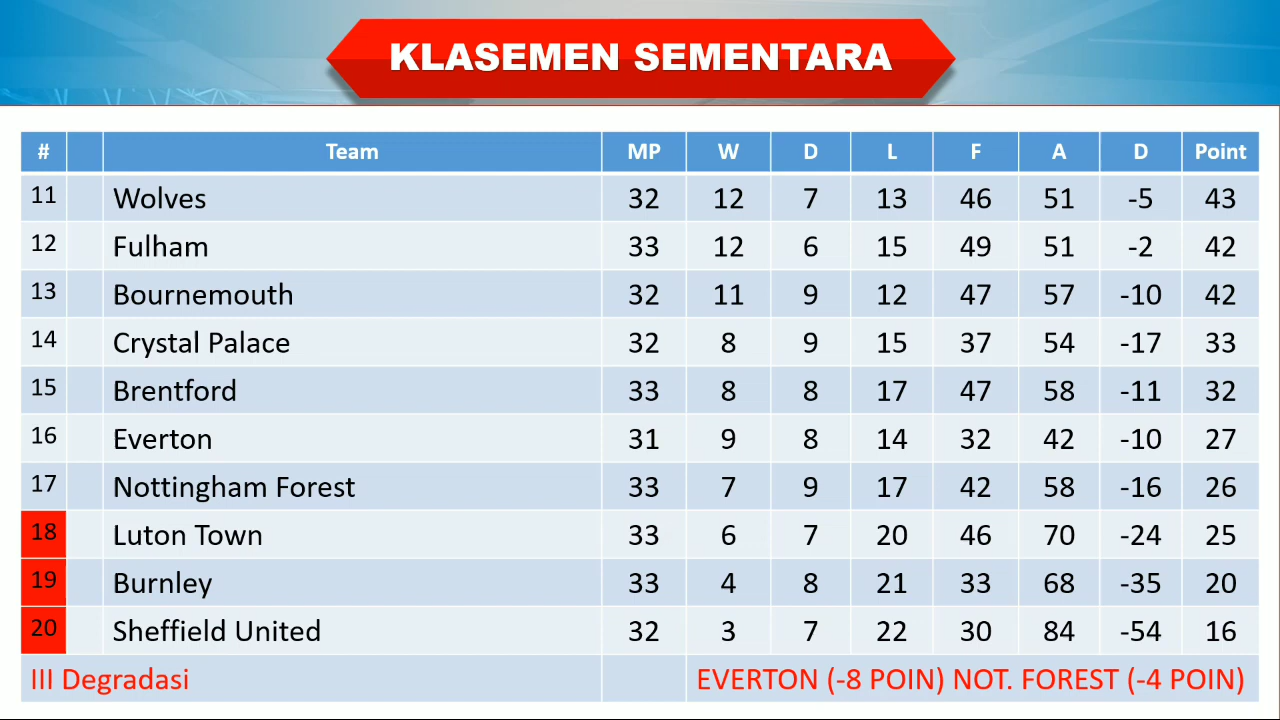 KLASEMEN SEMENTARA
# Team MP W D L F A D Point
11 Wolves 32 12 7 13 46 51 -5 43
12 Fulham 33 12 6 15 49 51 -2 42
13 Bournemouth 32 11 9 12 47 57 -10 42
14 Crystal Palace 32 8 9 15 37 54 -17 33
15 Brentford 33 8 8 17 47 58 -11 32
16 Everton 31 9 8 14 32 42 -10 27
17 Nottingham Forest 33 7 9 17 42 58 -16 26
18 Luton Town 33 6 7 20 46 70 -24 25
19 Burnley 33 4 8 21 33 68 -35 20
20 Sheffield United 32 3 7 22 30 84 -54 16
III Degradasi EVERTON (-8 POIN) NOT. FOREST (-4 POIN)